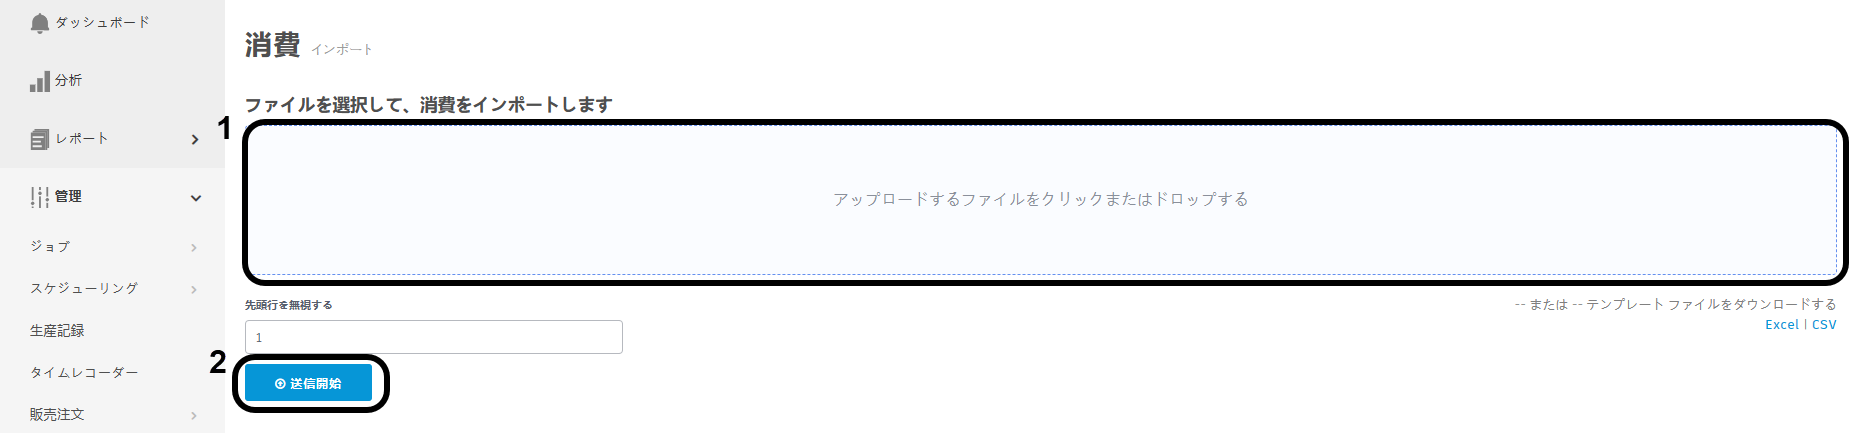 ダッシュボード
分析
レポート
管理
ジョブ
スケジューリング
生産記録
タイムレコーダー
販売注文
消費 インポート
ファイルを選択して、消費をインポートします
1
アップロードするファイルをクリックまたはドロップする
先頭行を無視する
-- または -- テンプレート ファイルをダウンロードする
Excel | CSV
1
2
送信開始